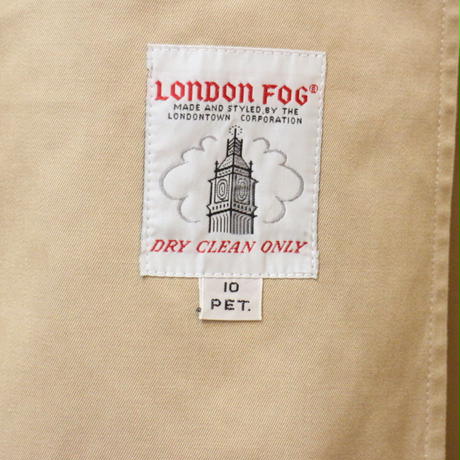 LONDON FOG®
MADE AND STYLED, BY THE
LONDONTOWN CORPORATION
DRY CLEAN ONLY
10
PET.